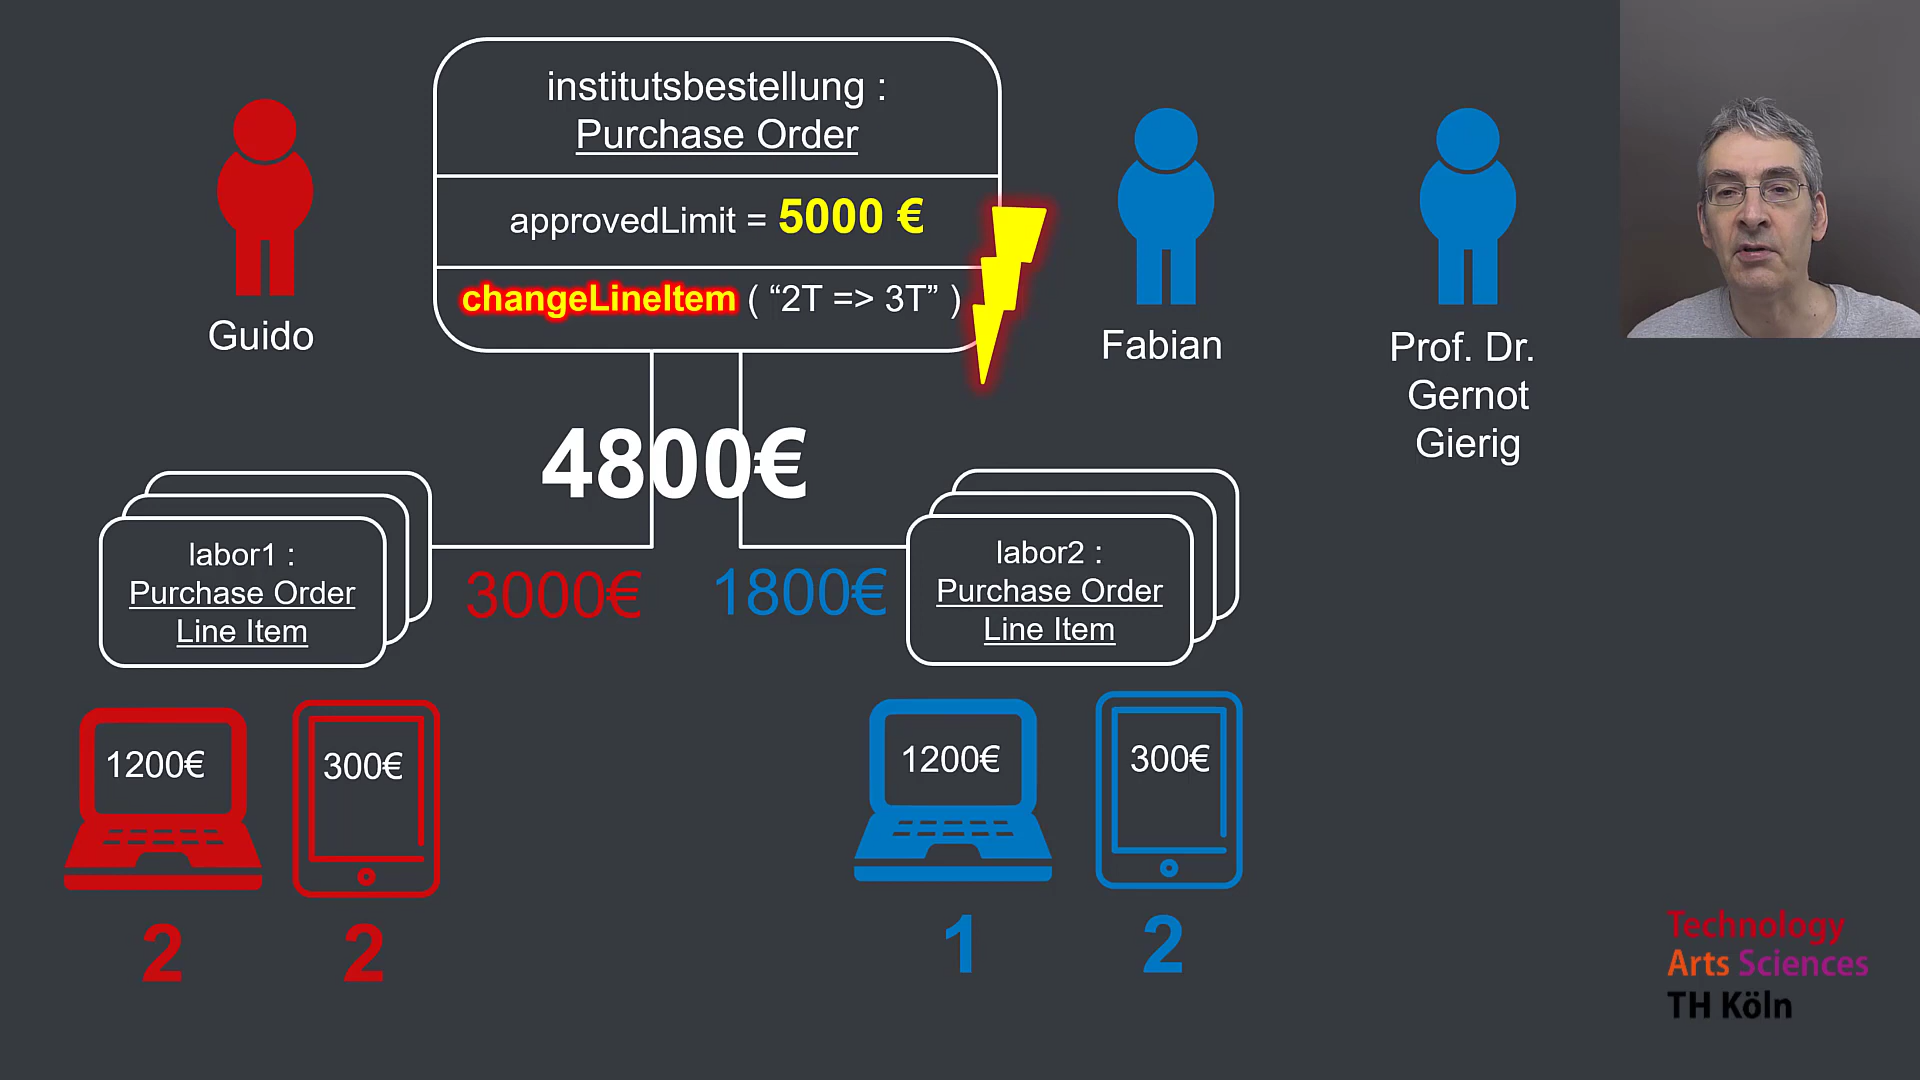 institutsbestellung :
Purchase Order
approvedLimit = 5000 €
changeLineItem ( “2T => 3T” )
Guido
Fabian
Prof. Dr.
Gernot
Gierig
4800€
labor1 :
Purchase Order
Line Item
3000€
1800€
labor2 :
Purchase Order
Line Item
1200€
300€
1200€
300€
2
2
1
2
Technology
Arts Sciences
TH Köln